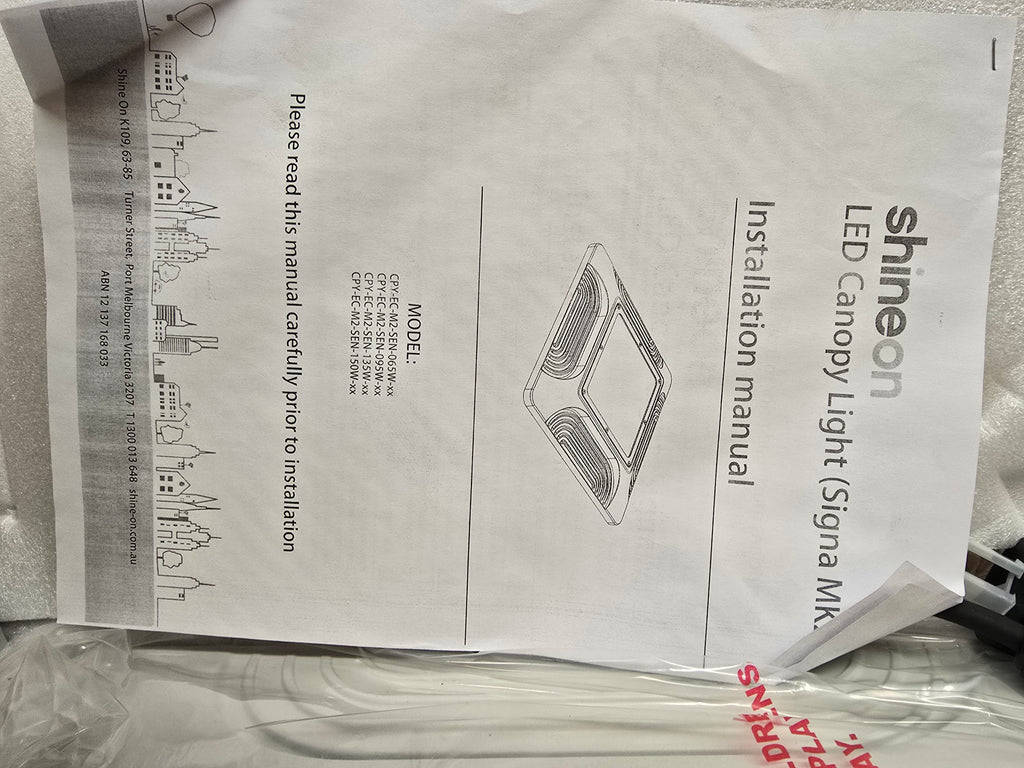 shineon
LED Canopy Light (Signa Mk
Installation manual
MODEL:
CPY-EC-M2-SEN-065W-xx
CPY-EC-M2-SEN-095W-xx
CPY-EC-M2-SEN-135W-xx
CPY-EC-M2-SEN-150W-xx
Please read this manual carefully prior to installation
Shine On K109, 63-85 Turner Street, Port Melbourne Victoria 3207 T 1300 013 648 shine-on.com.au
ABN 12 137 168 033